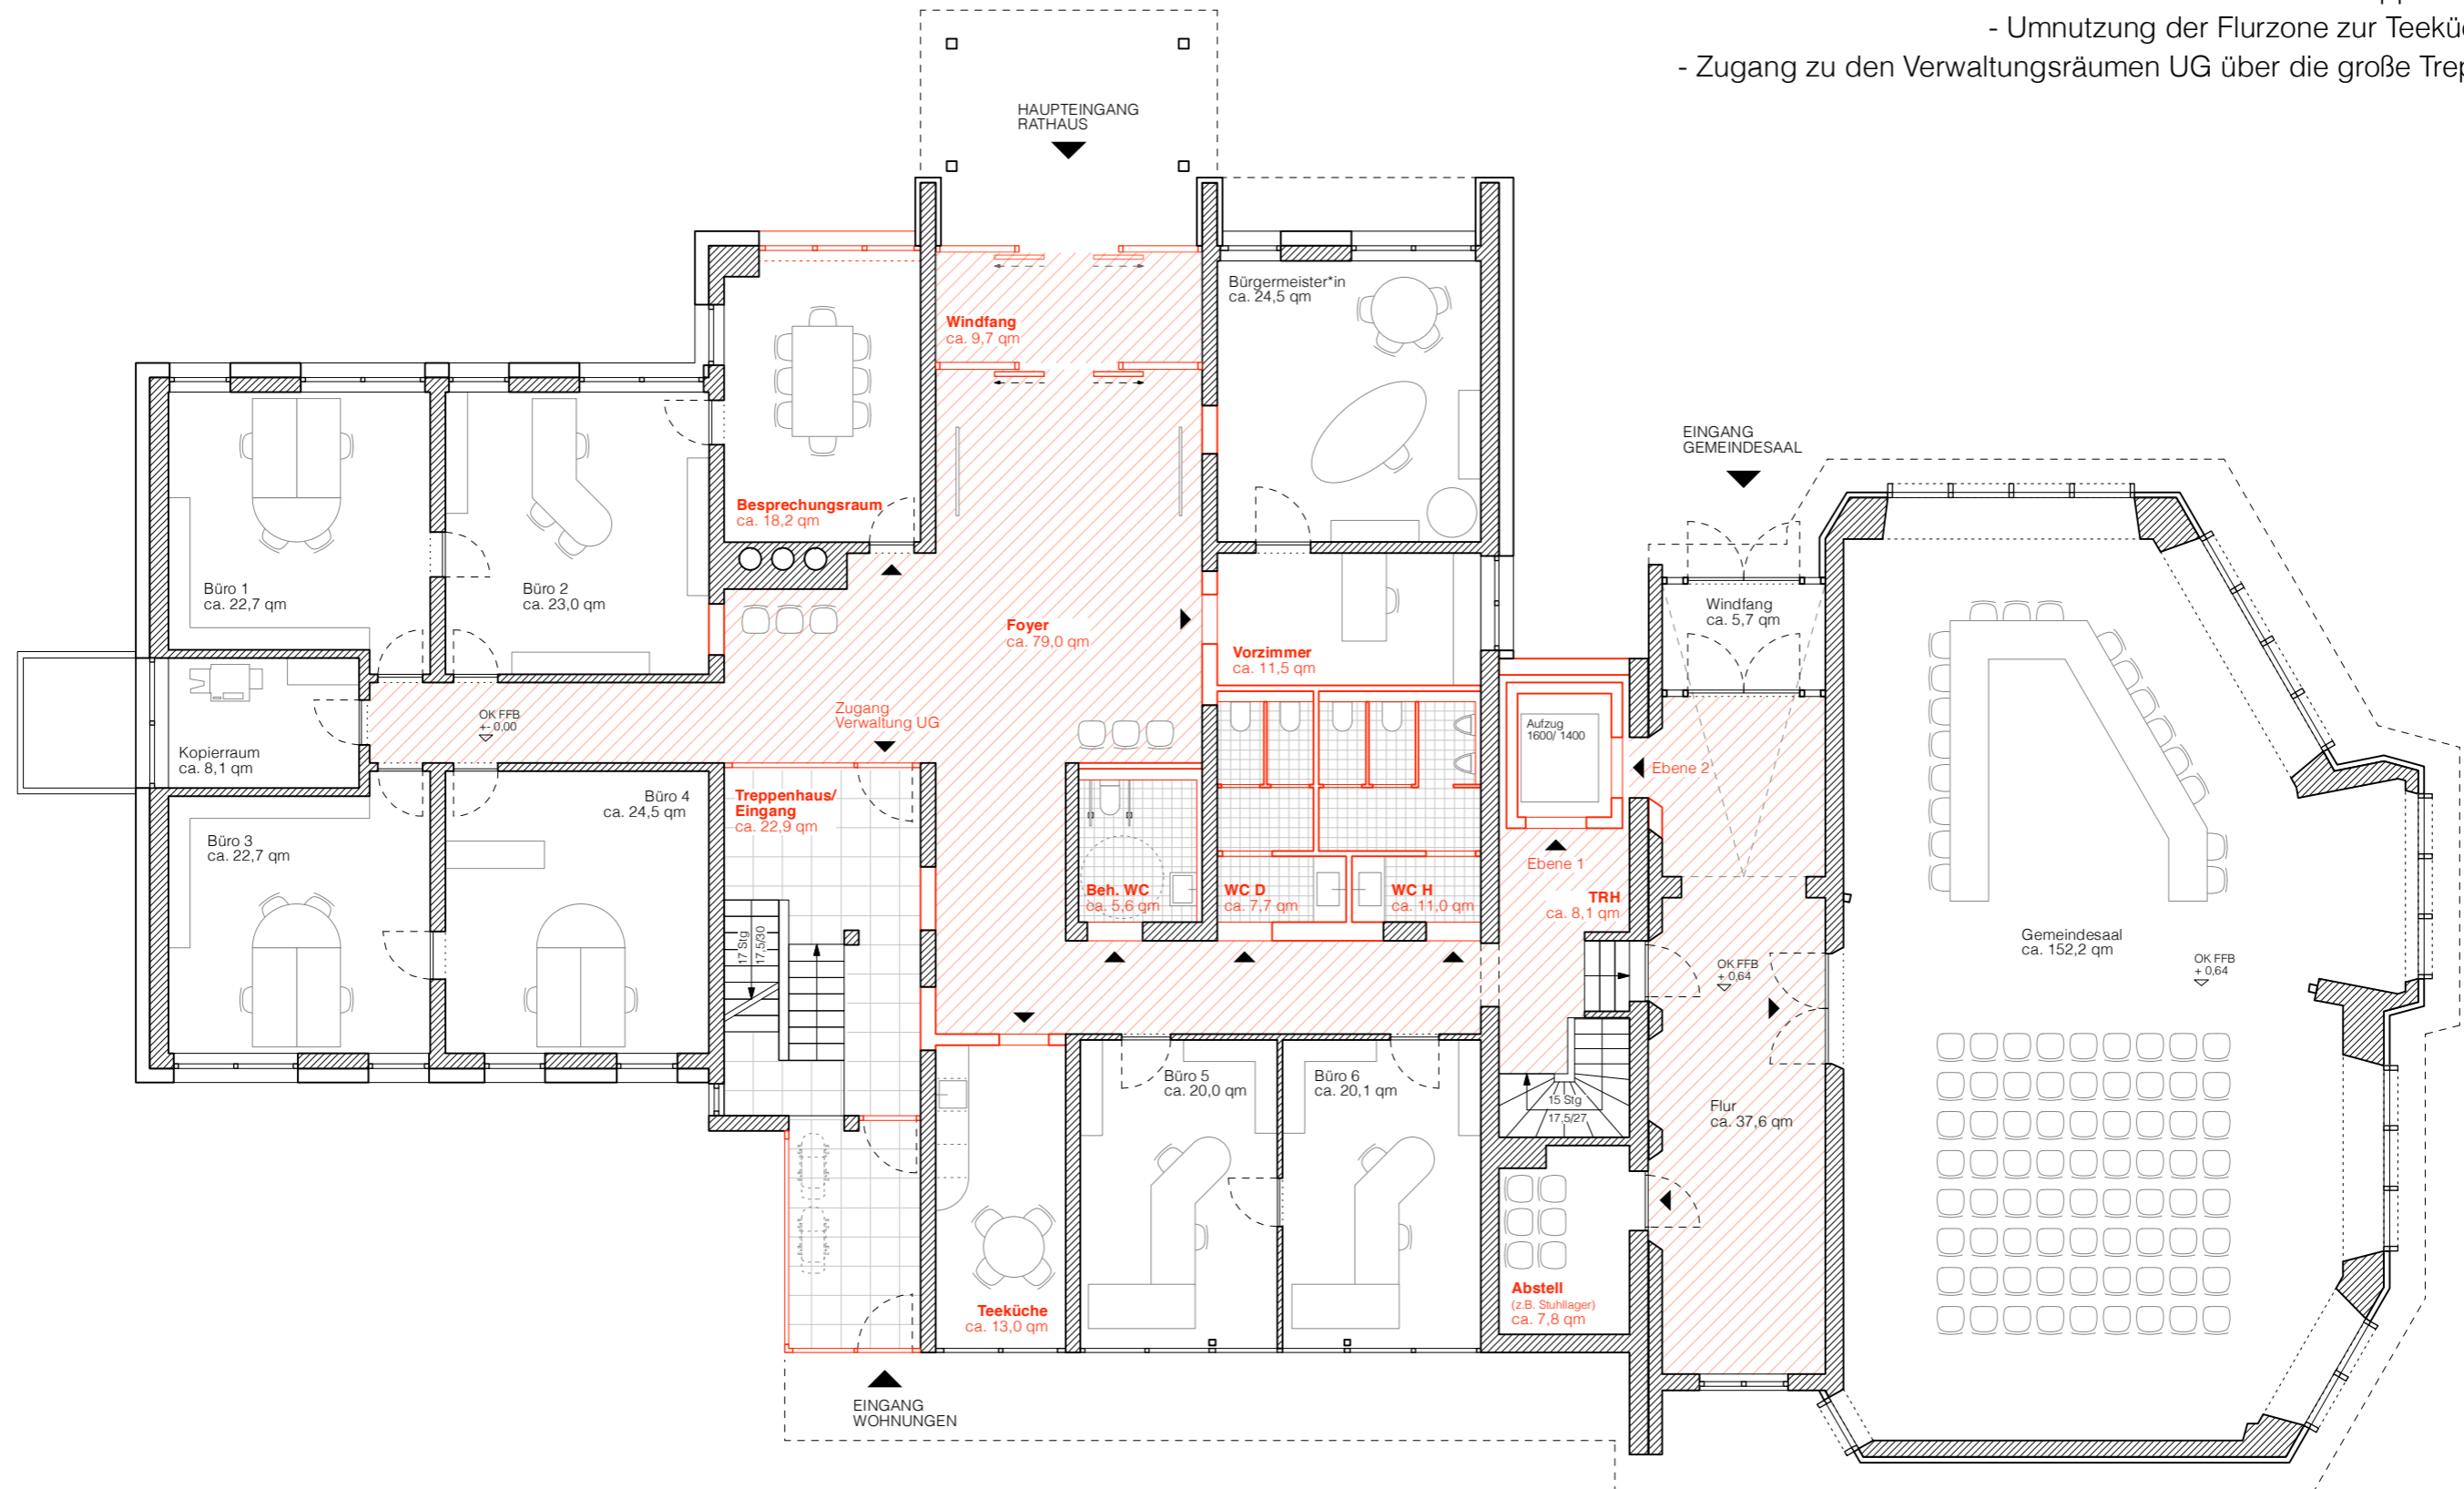 - Umnutzung der Flurzone zur Teekü
- Zugang zu den Verwaltungsräumen UG über die große Trep
HAUPTEINGANG
RATHAUS
Bürgermeister*in
ca. 24,5 qm
Windfang
ca. 9,7 qm
EINGANG
GEMEINDESAAL
Besprechungsraum
ca. 18,2 qm
Büro 1
ca. 22,7 qm
Büro 2
ca. 23,0 qm
Windfang
ca. 5,7 qm
Foyer
ca. 79,0 qm
Vorzimmer
ca. 11,5 qm
Zugang
Verwaltung UG
OK FFB
+- 0,00
Aufzug
1600/ 1400
Kopierraum
ca. 8,1 qm
Ebene 2
Treppenhaus/
Eingang
ca. 22,9 qm
Büro 4
ca. 24,5 qm
Büro 3
ca. 22,7 qm
Ebene 1
Beh. WC
ca. 5,6 qm
WC D
ca. 7,7 qm
WC H
ca. 11,0 qm
TRH
ca. 8,1 qm
17 Stg
17,5/30
Gemeindesaal
ca. 152,2 qm
OK FFB
+ 0,64
OK FFB
+ 0,64
Büro 5
ca. 20,0 qm
Büro 6
ca. 20,1 qm
15 Stg
17,5/27
Flur
ca. 37,6 qm
Abstell
(z.B. Stuhllager)
ca. 7,8 qm
Teeküche
ca. 13,0 qm
EINGANG
WOHNUNGEN